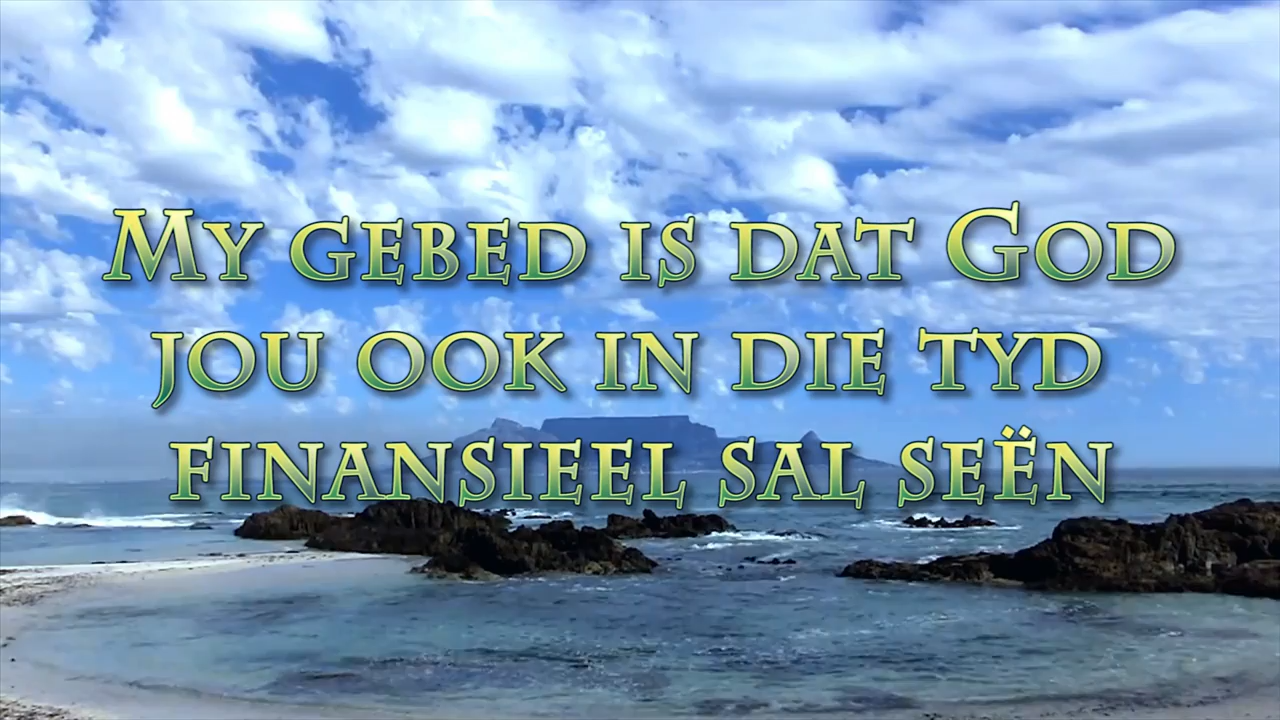 My gebed is dat God
jou ook in die tyd
finansieel sal seën